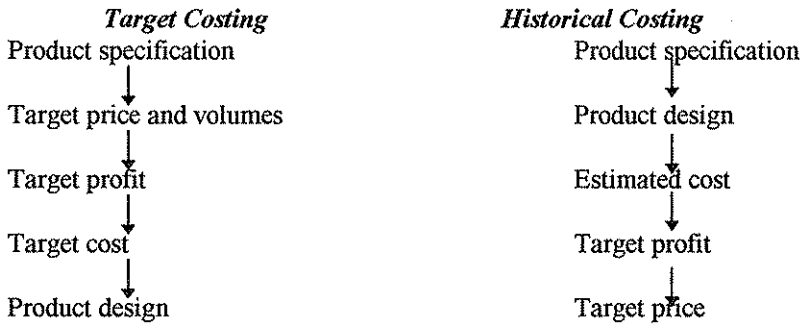 Target Costing
Product specification
Target price and volumes
Target profit
Target cost
Product design
Historical Costing
Product specification
Product design
Estimated cost
Target profit
Target price